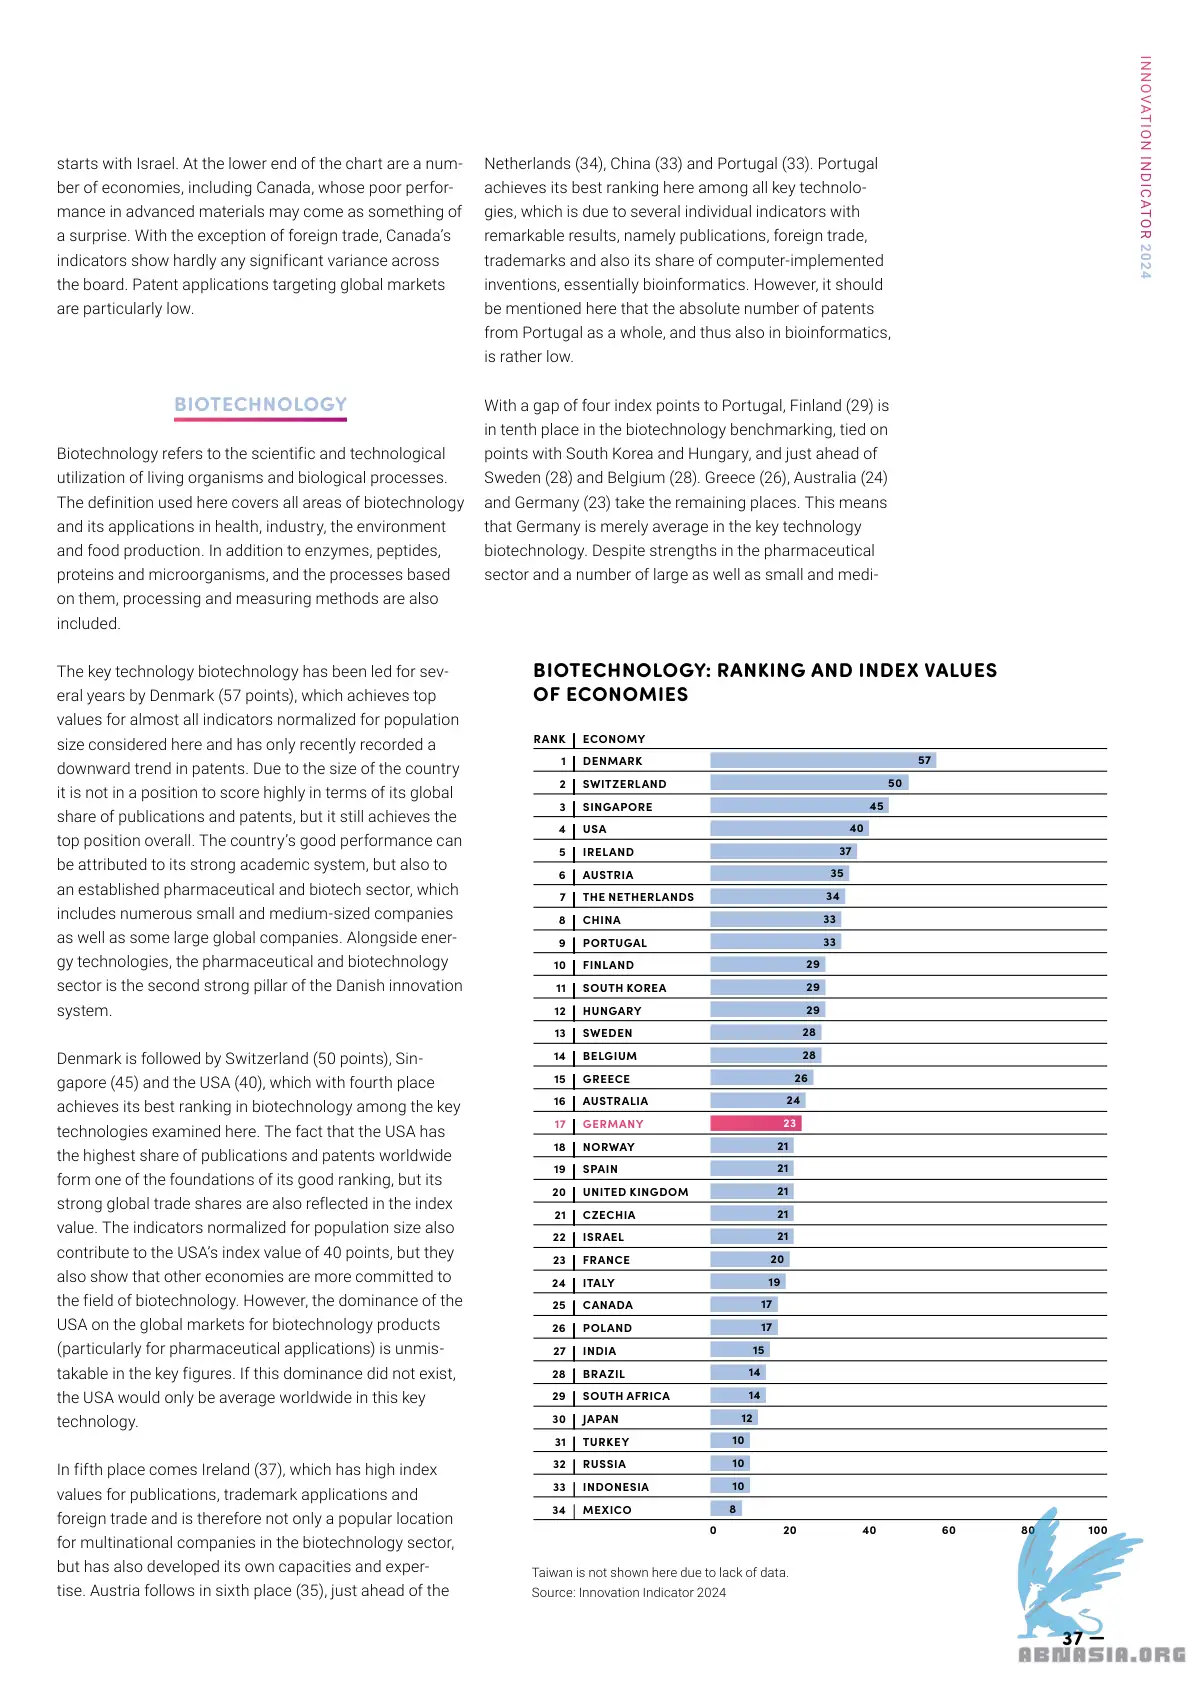 INNOVATION INDICATOR 2024
starts with Israel. At the lower end of the chart are a num-
ber of economies, including Canada, whose poor perfor-
mance in advanced materials may come as something of
a surprise. With the exception of foreign trade, Canada’s
indicators show hardly any significant variance across
the board. Patent applications targeting global markets
are particularly low.
BIOTECHNOLOGY
Biotechnology refers to the scientific and technological
utilization of living organisms and biological processes.
The definition used here covers all areas of biotechnology
and its applications in health, industry, the environment
and food production. In addition to enzymes, peptides,
proteins and microorganisms, and the processes based
on them, processing and measuring methods are also
included.
The key technology biotechnology has been led for sev-
eral years by Denmark (57 points), which achieves top
values for almost all indicators normalized for population
size considered here and has only recently recorded a
downward trend in patents. Due to the size of the country
it is not in a position to score highly in terms of its global
share of publications and patents, but it still achieves the
top position overall. The country’s good performance can
be attributed to its strong academic system, but also to
an established pharmaceutical and biotech sector, which
includes numerous small and medium-sized companies
as well as some large global companies. Alongside ener-
gy technologies, the pharmaceutical and biotechnology
sector is the second strong pillar of the Danish innovation
system.
Denmark is followed by Switzerland (50 points), Sin-
gapore (45) and the USA (40), which with fourth place
achieves its best ranking in biotechnology among the key
technologies examined here. The fact that the USA has
the highest share of publications and patents worldwide
form one of the foundations of its good ranking, but its
strong global trade shares are also reflected in the index
value. The indicators normalized for population size also
contribute to the USA’s index value of 40 points, but they
also show that other economies are more committed to
the field of biotechnology. However, the dominance of the
USA on the global markets for biotechnology products
(particularly for pharmaceutical applications) is unmis-
takable in the key figures. If this dominance did not exist,
the USA would only be average worldwide in this key
technology.
In fifth place comes Ireland (37), which has high index
values for publications, trademark applications and
foreign trade and is therefore not only a popular location
for multinational companies in the biotechnology sector,
but has also developed its own capacities and exper-
tise. Austria follows in sixth place (35), just ahead of the
Netherlands (34), China (33) and Portugal (33). Portugal
achieves its best ranking here among all key technolo-
gies, which is due to several individual indicators with
remarkable results, namely publications, foreign trade,
trademarks and also its share of computer-implemented
inventions, essentially bioinformatics. However, it should
be mentioned here that the absolute number of patents
from Portugal as a whole, and thus also in bioinformatics,
is rather low.
With a gap of four index points to Portugal, Finland (29) is
in tenth place in the biotechnology benchmarking, tied on
points with South Korea and Hungary, and just ahead of
Sweden (28) and Belgium (28). Greece (26), Australia (24)
and Germany (23) take the remaining places. This means
that Germany is merely average in the key technology
biotechnology. Despite strengths in the pharmaceutical
sector and a number of large as well as small and medi-
BIOTECHNOLOGY: RANKING AND INDEX VALUES
OF ECONOMIES
RANK ECONOMY
1 DENMARK 57
2 SWITZERLAND 50
3 SINGAPORE 45
4 USA 40
5 IRELAND 37
6 AUSTRIA 35
7 THE NETHERLANDS 34
8 CHINA 33
9 PORTUGAL 33
10 FINLAND 29
11 SOUTH KOREA 29
12 HUNGARY 29
13 SWEDEN 28
14 BELGIUM 28
15 GREECE 26
16 AUSTRALIA 24
17 GERMANY 23
18 NORWAY 21
19 SPAIN 21
20 UNITED KINGDOM 21
21 CZECHIA 21
22 ISRAEL 21
23 FRANCE 20
24 ITALY 19
25 CANADA 17
26 POLAND 17
27 INDIA 15
28 BRAZIL 14
29 SOUTH AFRICA 14
30 JAPAN 12
31 TURKEY 10
32 RUSSIA 10
33 INDONESIA 10
34 MEXICO 8
0 20 40 60 80 100
Taiwan is not shown here due to lack of data.
Source: Innovation Indicator 2024
37 —
ABNASIA.ORG